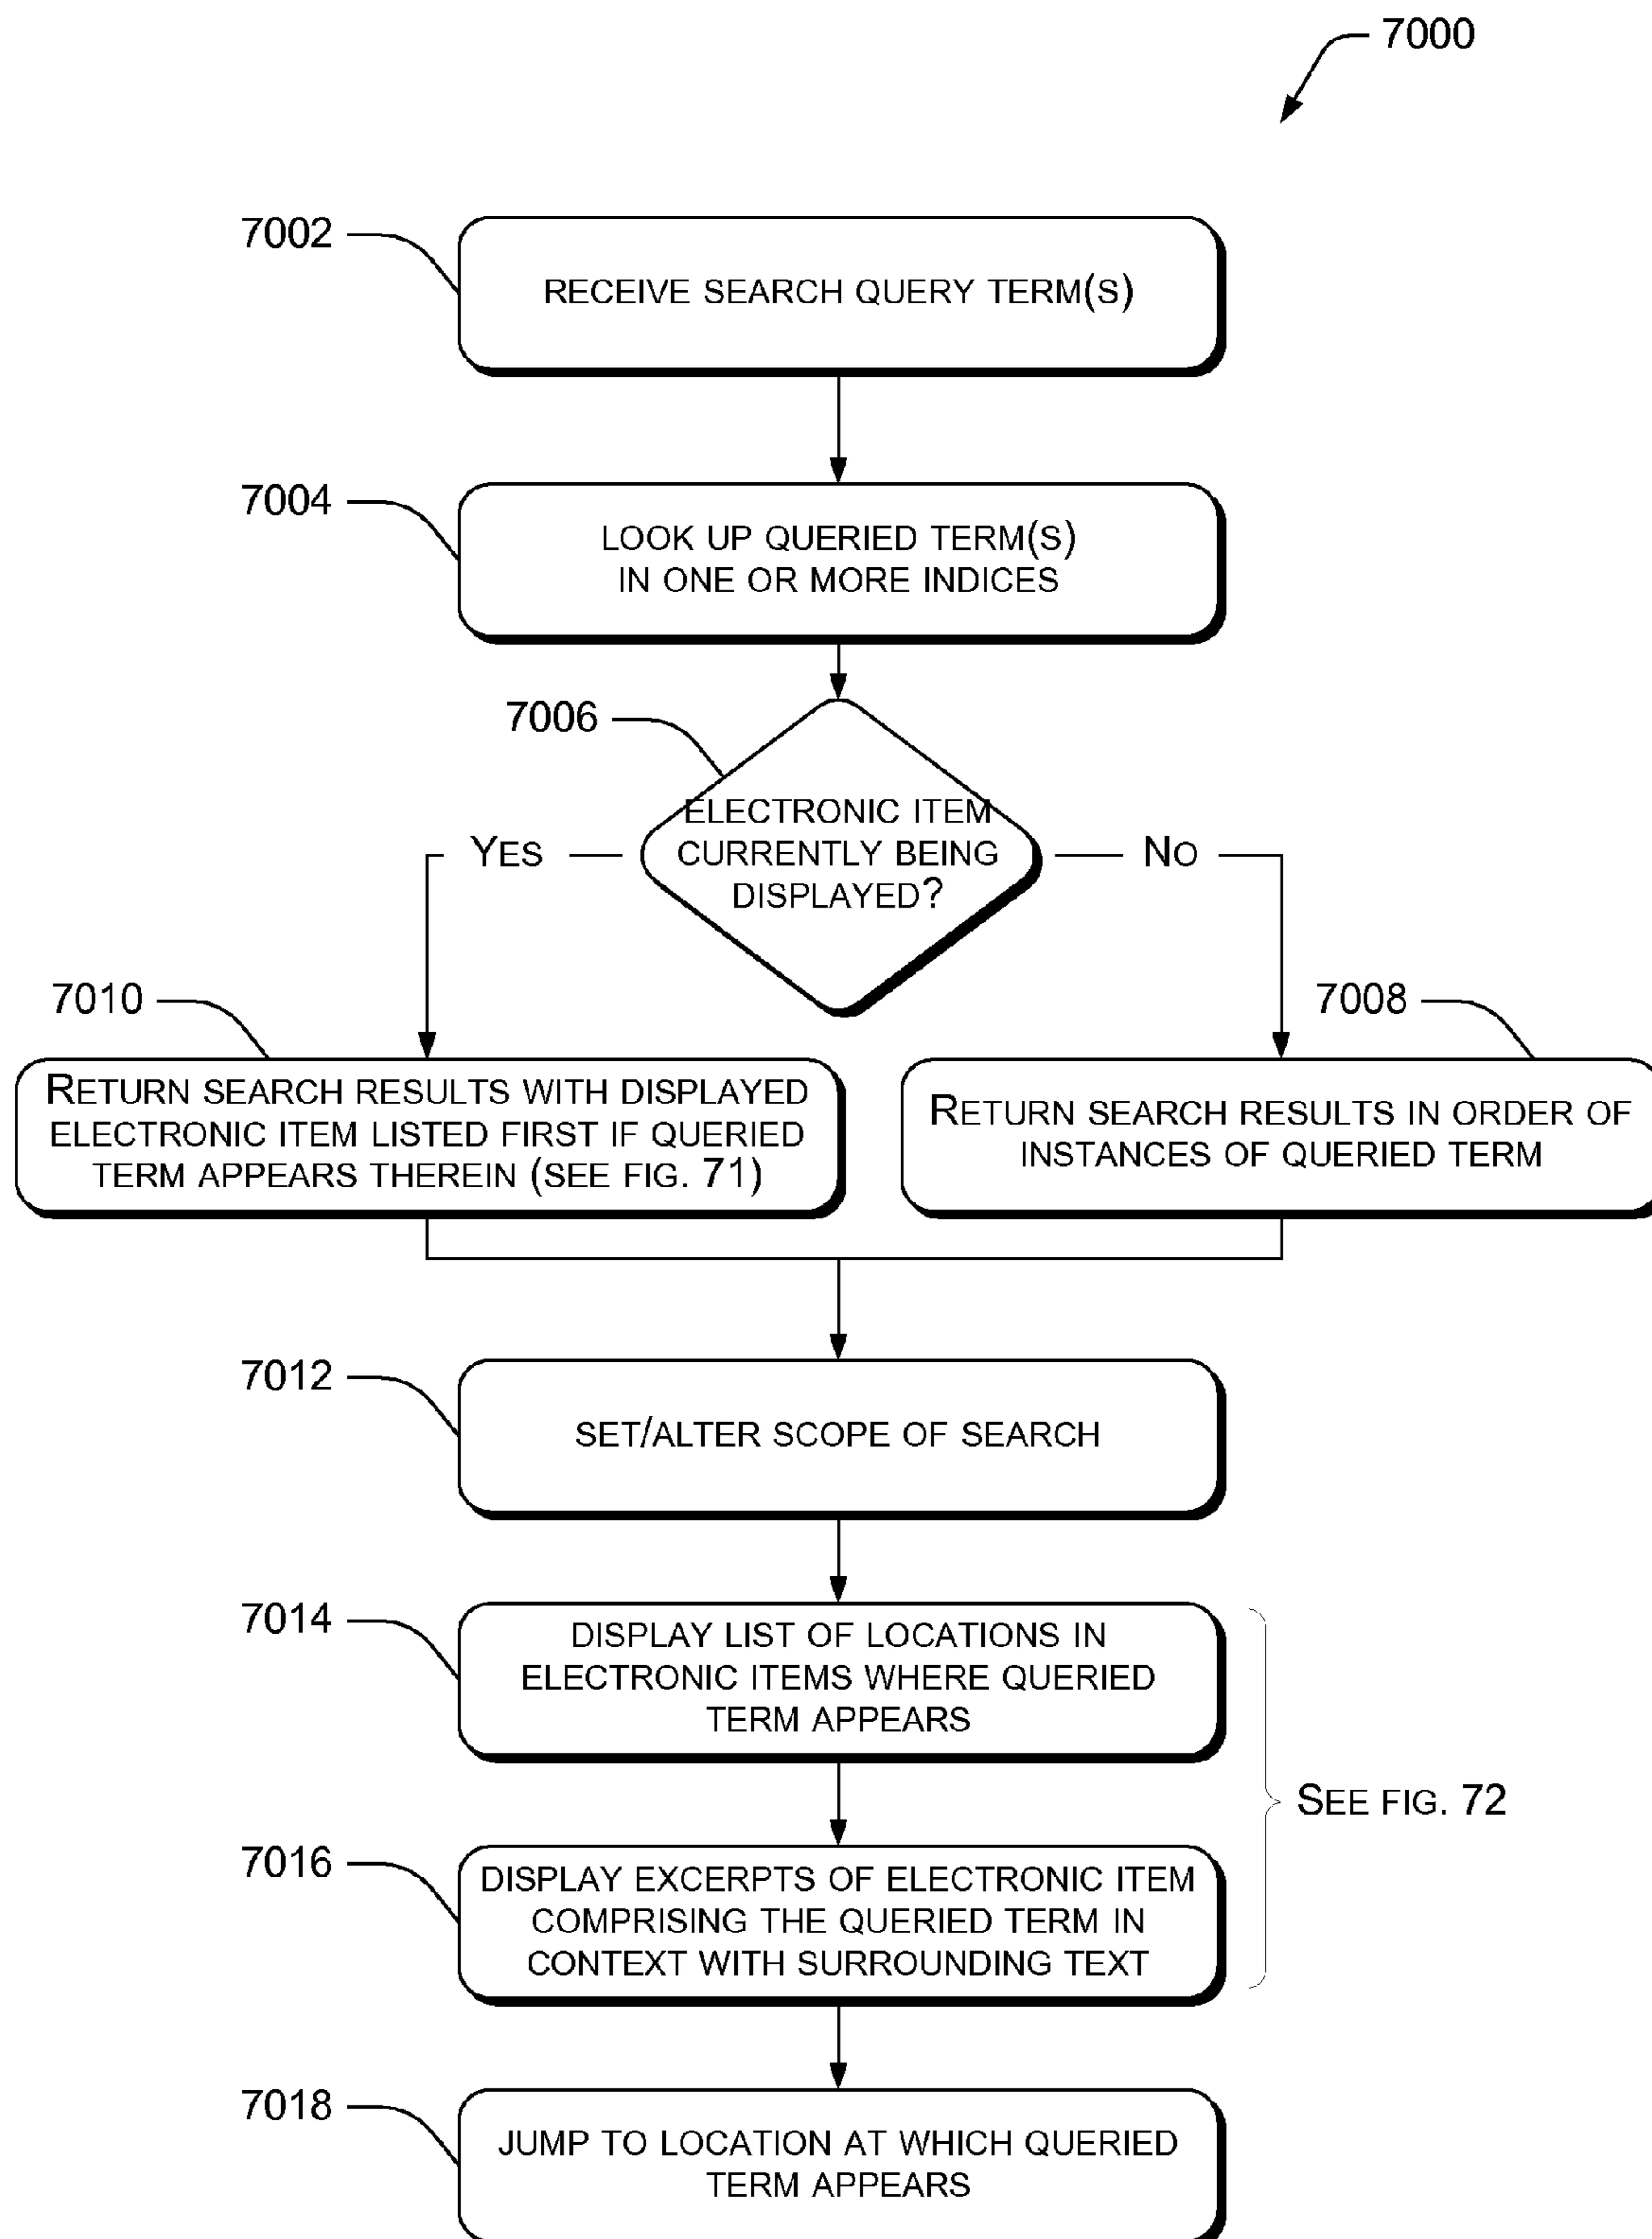 7000
7002
RECEIVE SEARCH QUERY TERM(S)
7004
LOOK UP QUERIED TERM(S)
IN ONE OR MORE INDICES
7006
ELECTRONIC ITEM
CURRENTLY BEING
DISPLAYED?
YES
NO
7010
RETURN SEARCH RESULTS WITH DISPLAYED
ELECTRONIC ITEM LISTED FIRST IF QUERIED
TERM APPEARS THEREIN (SEE FIG. 71)
7008
RETURN SEARCH RESULTS IN ORDER OF
INSTANCES OF QUERIED TERM
7012
SET/ALTER SCOPE OF SEARCH
7014
DISPLAY LIST OF LOCATIONS IN
ELECTRONIC ITEMS WHERE QUERIED
TERM APPEARS
SEE FIG. 72
7016
DISPLAY EXCERPTS OF ELECTRONIC ITEM
COMPRISING THE QUERIED TERM IN
CONTEXT WITH SURROUNDING TEXT
7018
JUMP TO LOCATION AT WHICH QUERIED
TERM APPEARS